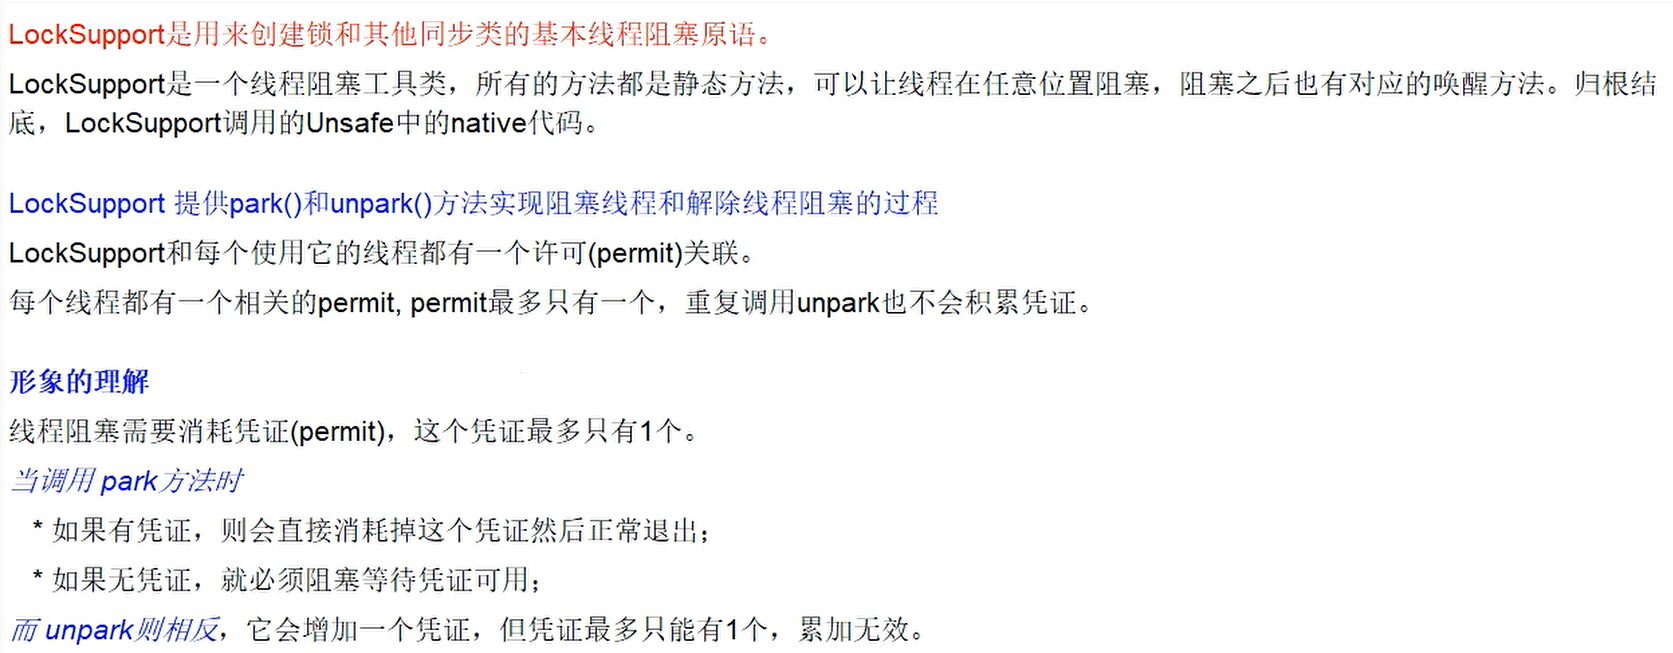 LockSupport是用来创建锁和其他同步类的基本线程阻塞原语。
LockSupport是一个线程阻塞工具类，所有的方法都是静态方法，可以让线程在任意位置阻塞，阻塞之后也有对应的唤醒方法。归根结
底，LockSupport调用的Unsafe中的native代码。
LockSupport 提供park()和unpark()方法实现阻塞线程和解除线程阻塞的过程
LockSupport和每个使用它的线程都有一个许可(permit)关联。
每个线程都有一个相关的permit, permit最多只有一个，重复调用unpark也不会积累凭证。
形象的理解
线程阻塞需要消耗凭证(permit)，这个凭证最多只有1个。
当调用 park方法时
* 如果有凭证，则会直接消耗掉这个凭证然后正常退出；
* 如果无凭证，就必须阻塞等待凭证可用；
而 unpark则相反，它会增加一个凭证，但凭证最多只能有1个，累加无效。